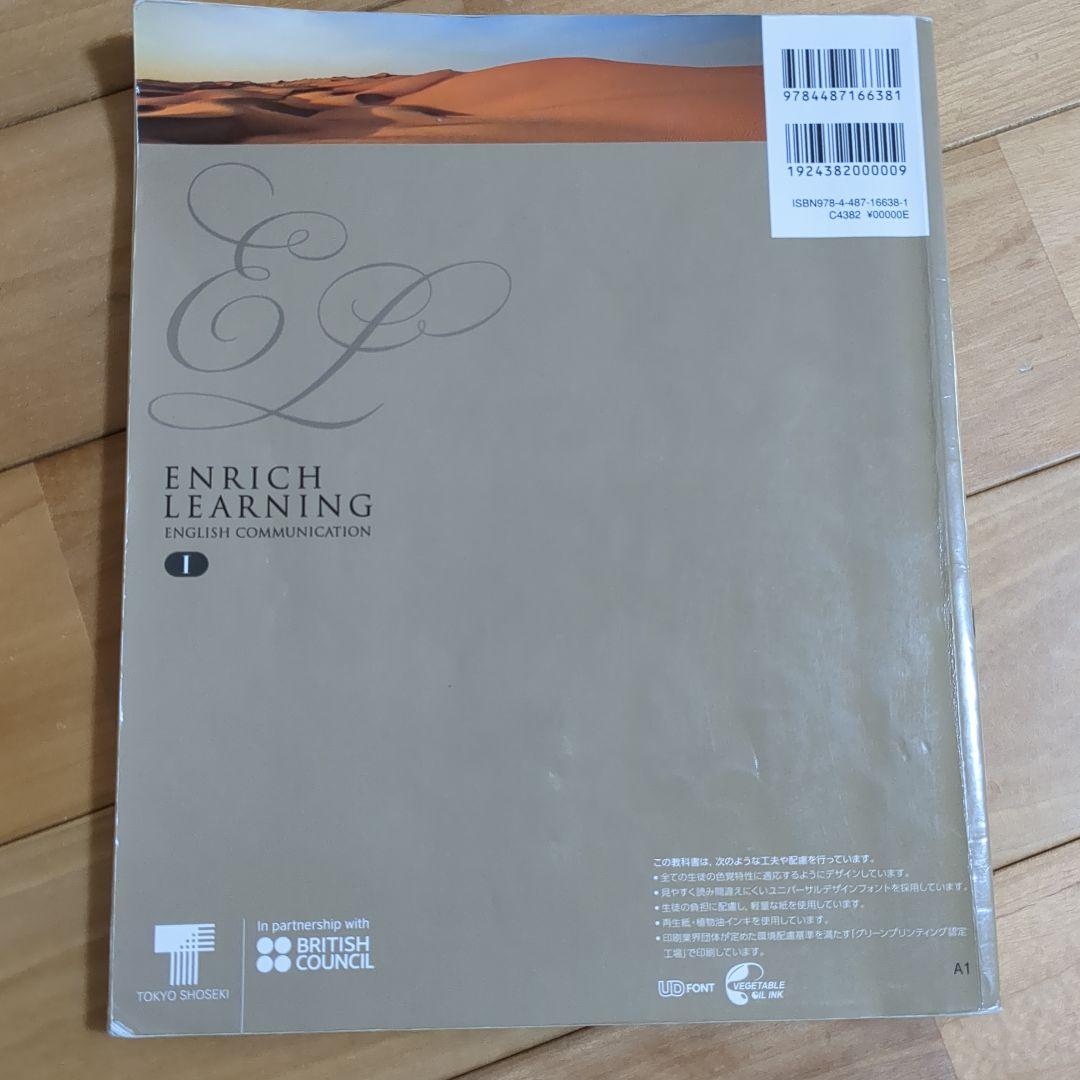 9784487166381
1924382000009
ISBN978-4-487-16638-1
C4382 ¥00000E
EL
ENRICH
LEARNING
ENGLISH COMMUNICATION
I
この教科書は、次のような工夫や配慮を行っています。
•全ての生徒の色覚特性に適応するようにデザインしています。
•見やすく読み間違えにくいユニバーサルデザインフォントを採用しています。
•生徒の負担に配慮し、軽量な紙を使用しています。
•再生紙・植物油インキを使用しています。
•印刷業界団体が定めた環境配慮基準を満たす「グリーンプリンティング認定
工場」で印刷しています。
A1
UD FONT
VEGETABLE
OIL INK
T
TOKYO SHOSEKI
In partnership with
BRITISH
COUNCIL